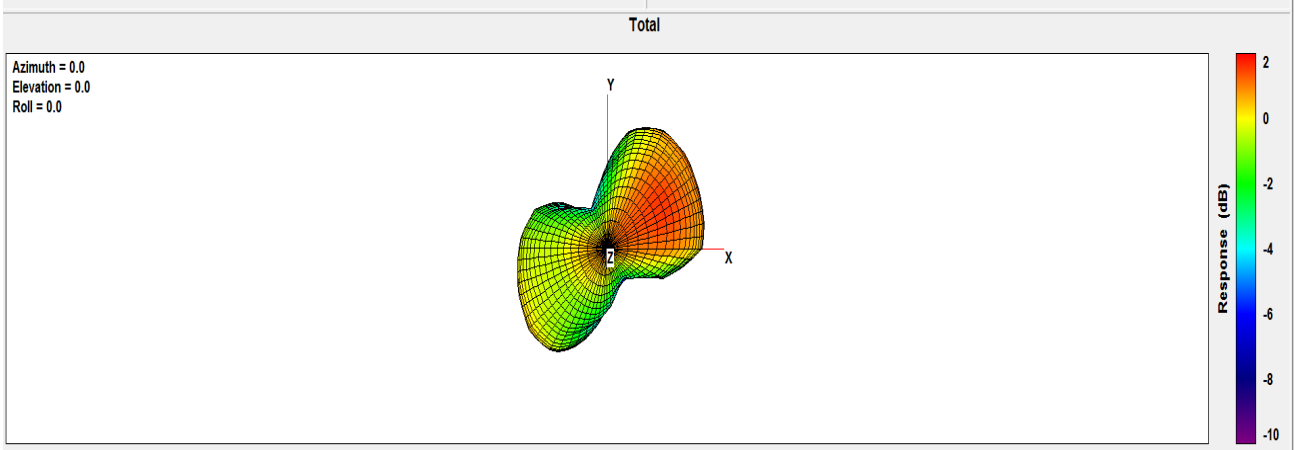 Total
Azimuth = 0.0
Elevation = 0.0
Roll = 0.0
Y
Z
X
Response (dB)
2
0
-2
-4
-6
-8
-10